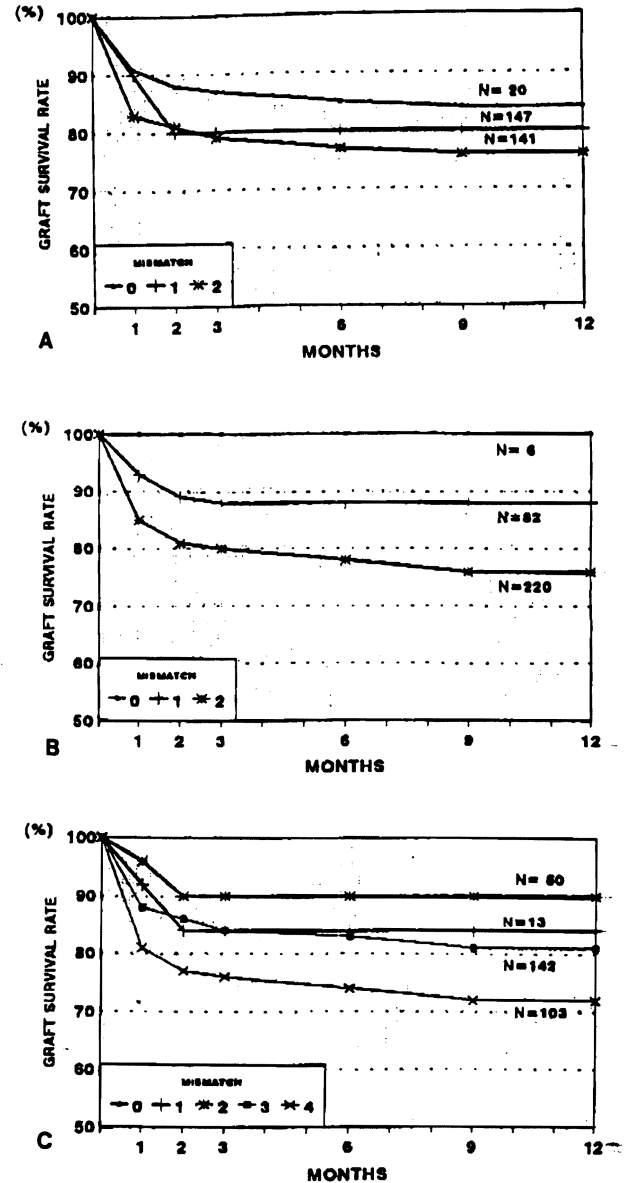 (%)
100
90
80
70
60
50
GRAFT SURVIVAL RATE
N= 20
N=147
N=141
MISMATCH
0 1 2
1 2 3 6 9 12
MONTHS
A
(%)
100
90
80
70
60
50
GRAFT SURVIVAL RATE
N= 6
N=82
N=220
MISMATCH
0 1 2
1 2 3 6 9 12
MONTHS
B
(%)
100
90
80
70
60
50
GRAFT SURVIVAL RATE
N= 50
N=13
N=142
N=103
MISMATCH
0 1 2 3 4
1 2 3 6 9 12
MONTHS
C